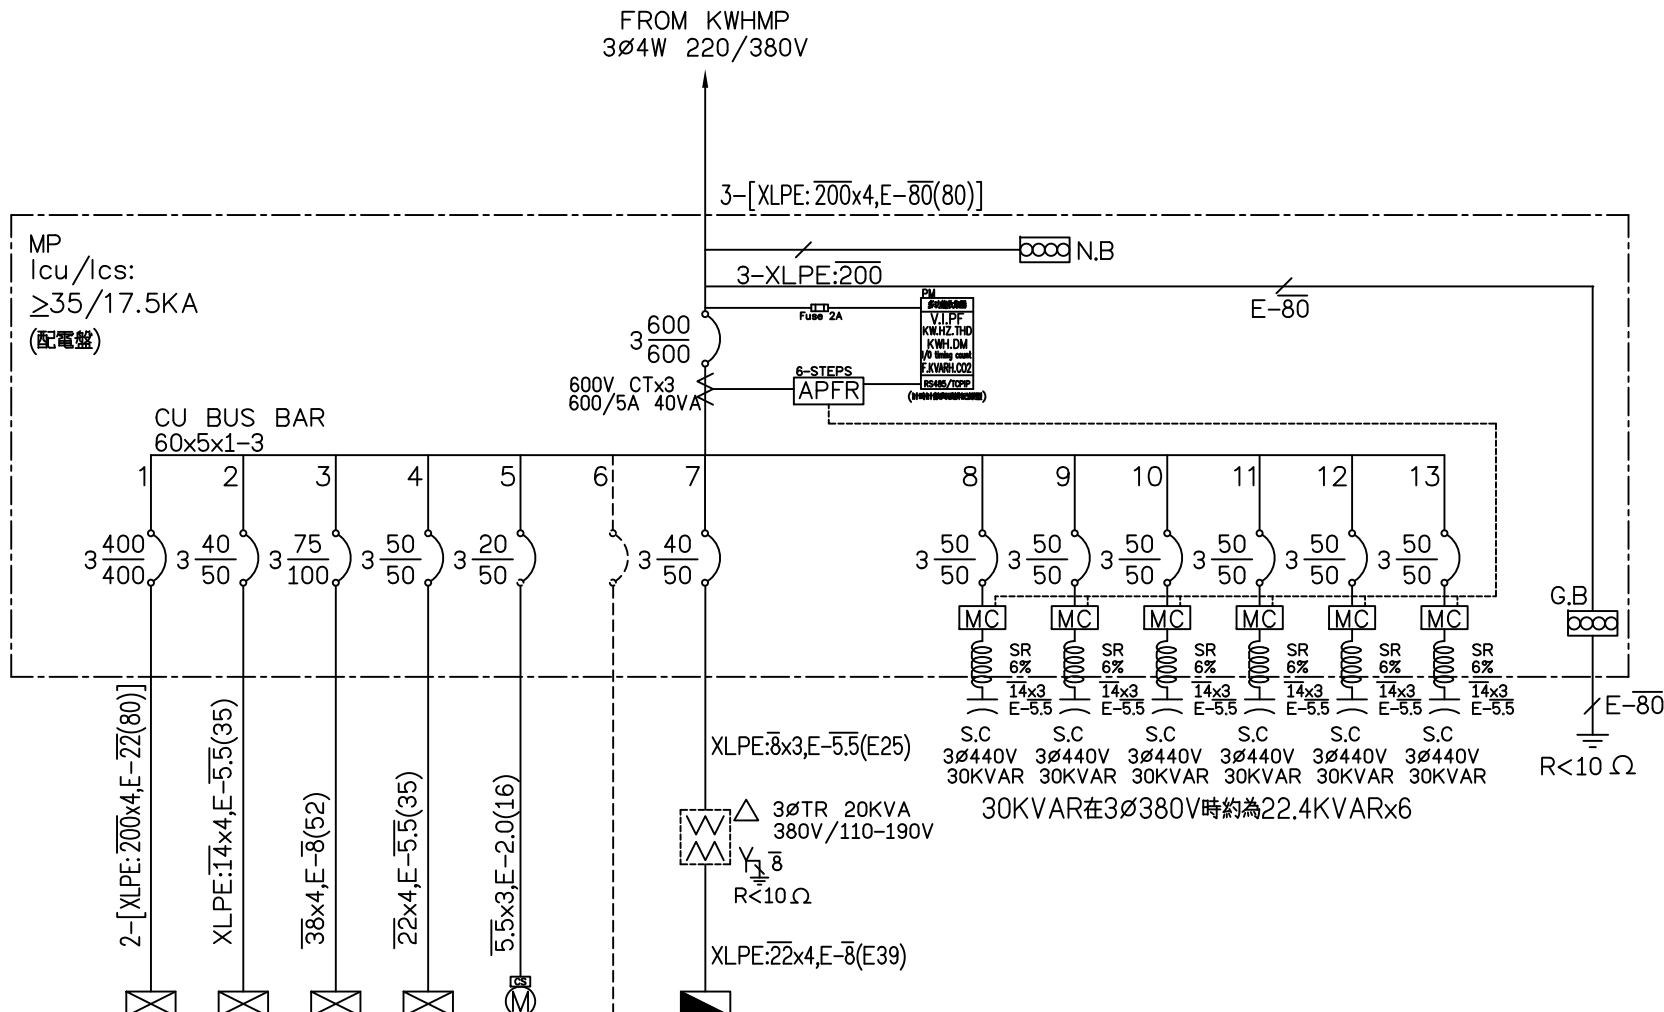 FROM KWHMP
3Ø4W 220/380V
3-[XLPE:200x4,E-80(80)]
MP
Icu/Ics:
≥35/17.5KA
(配電盤)
N.B
3-XLPE:200
E-80
Fuse 2A
PM
V.I.PF
KW.HZ.THD
KWH.DM
I/O timing count
F.KVARH.CO2
RS485/TCPIP
3 600/600
600V CTx3
600/5A 40VA
6-STEPS
APFR
CU BUS BAR
60x5x1-3
1 2 3 4 5 6 7 8 9 10 11 12 13
3 400/400
3 40/50
3 75/100
3 50/50
3 20/50
3 40/50
3 50/50
3 50/50
3 50/50
3 50/50
3 50/50
3 50/50
G.B
MC MC MC MC MC MC
SR SR SR SR SR SR
6% 6% 6% 6% 6% 6%
14x3 14x3 14x3 14x3 14x3 14x3
E-5.5 E-5.5 E-5.5 E-5.5 E-5.5 E-5.5
E-80
S.C S.C S.C S.C S.C S.C
3Ø440V 3Ø440V 3Ø440V 3Ø440V 3Ø440V 3Ø440V
30KVAR 30KVAR 30KVAR 30KVAR 30KVAR 30KVAR
R<10 Ω
30KVAR在3Ø380V時約為22.4KVARx6
2-[XLPE:200x4,E-22(80)]
XLPE:14x4,E-5.5(35)
38x4,E-8(52)
22x4,E-5.5(35)
5.5x3,E-2.0(16)
XLPE:8x3,E-5.5(E25)
3ØTR 20KVA
380V/110-190V
8
R<10Ω
XLPE:22x4,E-8(E39)
CS
M